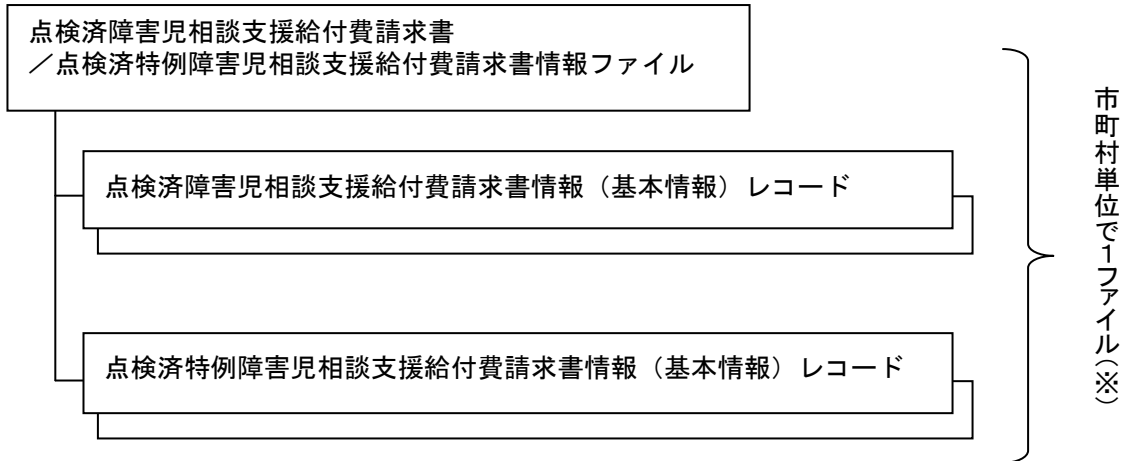 点検済障害児相談支援給付費請求書
／点検済特例障害児相談支援給付費請求書情報ファイル
点検済障害児相談支援給付費請求書情報（基本情報）レコード
点検済特例障害児相談支援給付費請求書情報（基本情報）レコード
市町村単位で１ファイル（※）